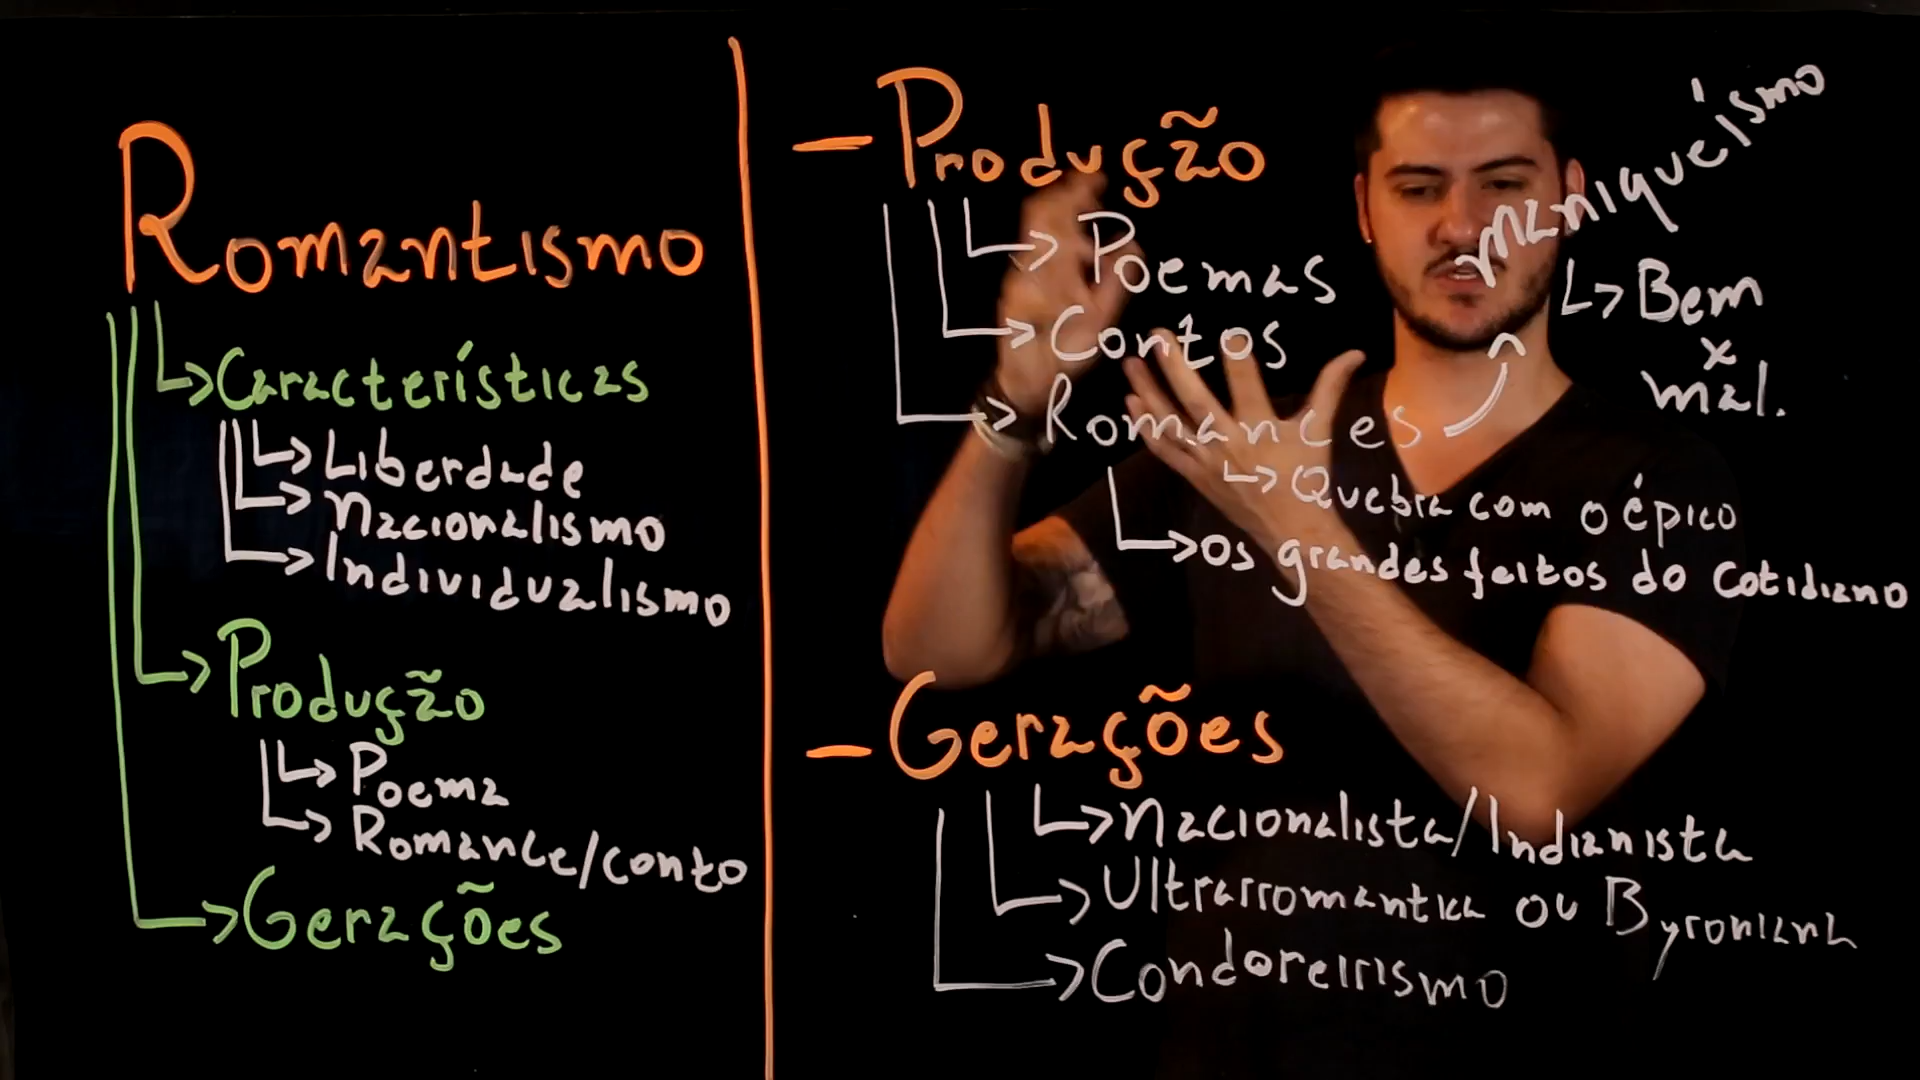 Romantismo
Características
Liberdade
Nacionalismo
Individualismo
Produção
Poema
Romance/conto
Gerações
- Produção
Poemas
Contos
Romances
maniqueísmo
Bem
x
mal.
Quebra com o épico
Os grandes feitos do cotidiano
- Gerações
Nacionalista/Indianista
Ultrarromantica ou Byroniana
Condoreirismo